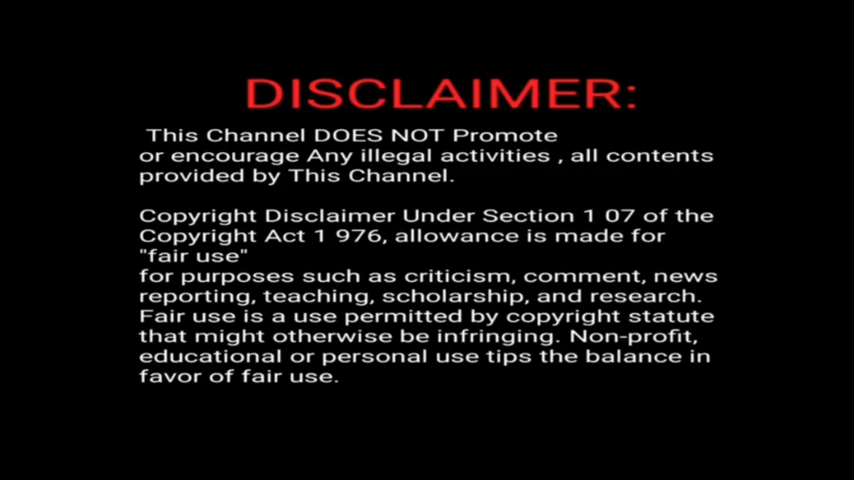 DISCLAIMER:
This Channel DOES NOT Promote
or encourage Any illegal activities , all contents
provided by This Channel.
Copyright Disclaimer Under Section 1 07 of the
Copyright Act 1 976, allowance is made for
"fair use"
for purposes such as criticism, comment, news
reporting, teaching, scholarship, and research.
Fair use is a use permitted by copyright statute
that might otherwise be infringing. Non-profit,
educational or personal use tips the balance in
favor of fair use.